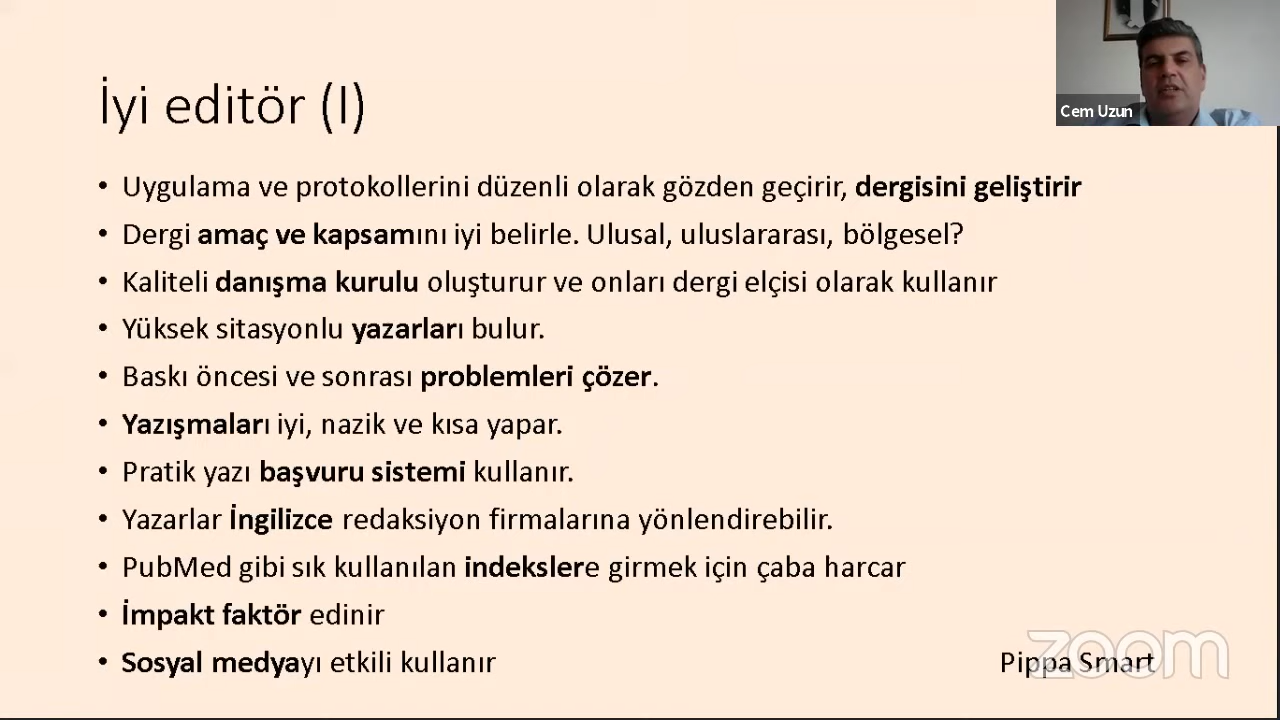 İyi editör (I)
Cem Uzun
• Uygulama ve protokollerini düzenli olarak gözden geçirir, dergisini geliştirir
• Dergi amaç ve kapsamını iyi belirle. Ulusal, uluslararası, bölgesel?
• Kaliteli danışma kurulu oluşturur ve onları dergi elçisi olarak kullanır
• Yüksek sitasyonlu yazarları bulur.
• Baskı öncesi ve sonrası problemleri çözer.
• Yazışmaları iyi, nazik ve kısa yapar.
• Pratik yazı başvuru sistemi kullanır.
• Yazarlar İngilizce redaksiyon firmalarına yönlendirebilir.
• PubMed gibi sık kullanılan indekslere girmek için çaba harcar
• İmpakt faktör edinir
• Sosyal medyayı etkili kullanır
Pippa Smart
zoom